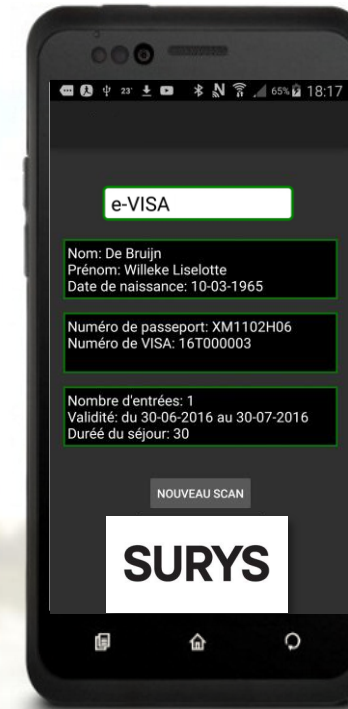 23°
65% 18:17
e-VISA
Nom: De Bruijn
Prénom: Willeke Liselotte
Date de naissance: 10-03-1965
Numéro de passeport: XM1102H06
Numéro de VISA: 16T000003
Nombre d'entrées: 1
Validité: du 30-06-2016 au 30-07-2016
Duréé du séjour: 30
NOUVEAU SCAN
SURYS